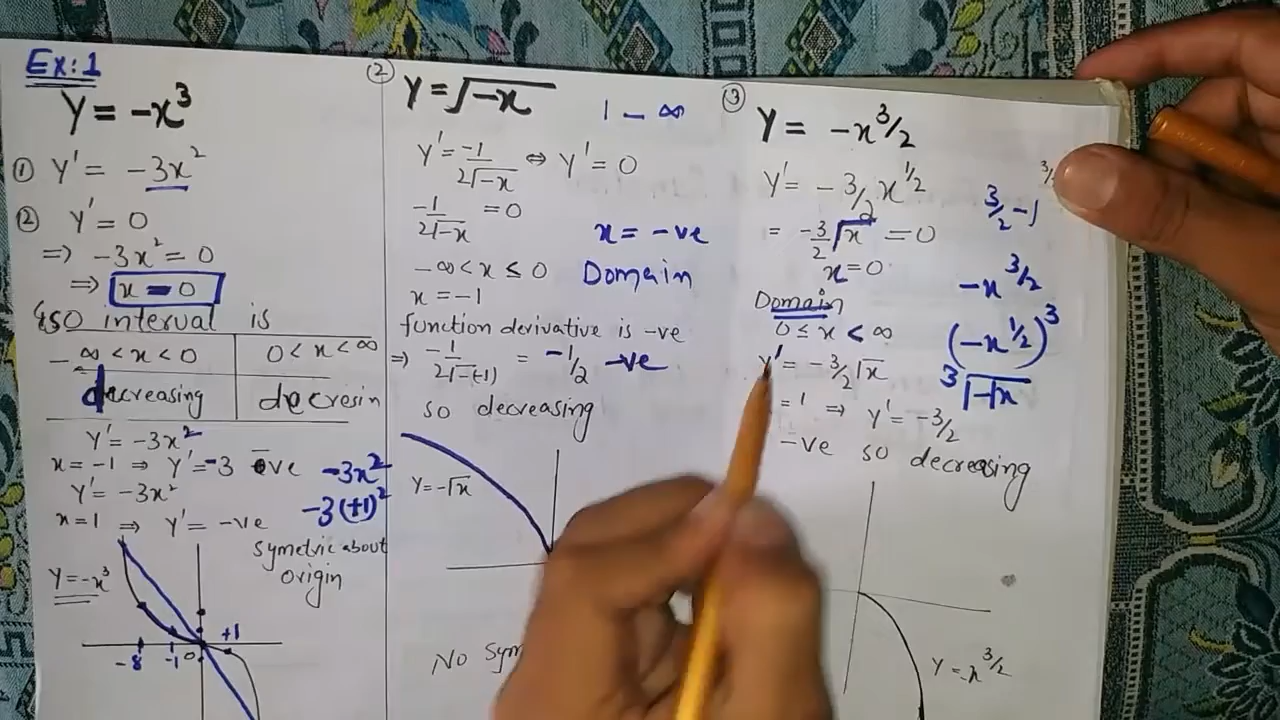 Ex:1
Y = -x³
① Y' = -3x²
② Y' = 0
=> -3x² = 0
=> x = 0
SO interval is
-∞ < x < 0 | 0 < x < ∞
decreasing | decresin
Y' = -3x²
x = -1 ⇒ Y' = -3 -ve
-3x²
Y' = -3x²
-3(+1)²
x = 1 ⇒ Y' = -ve
Symetric about
origin
Y = -x³
-8 -1 0 +1
② Y = √-x
1 - ∞
Y' = -1/2√-x ⇔ Y' = 0
-1/2√-x = 0
x = -ve
-∞ < x ≤ 0 Domain
x = -1
function derivative is -ve
⇒ -1/2√-(-1) = -1/2 -ve
so decreasing
Y = -√x
No
③ Y = -x^3/2
Y' = -3/2 x^1/2
3/2 -1
= -3/2 √x = 0
x = 0
-x^3/2
Domain
0 ≤ x < ∞
(-x^1/2)³
Y' = -3/2 √x
³√-√x
= 1 ⇒ Y' = -3/2
-ve so decreasing
Y = -x^3/2